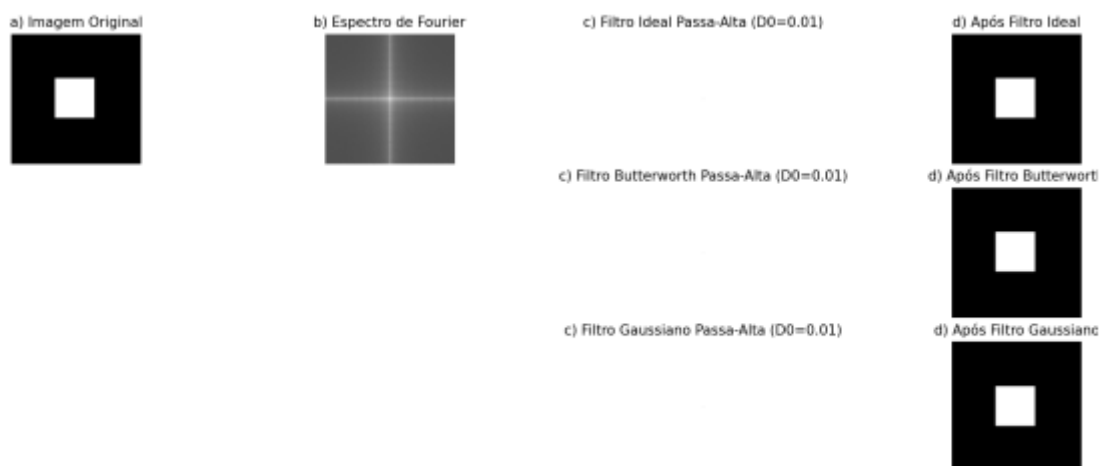 a) Imagem Original
b) Espectro de Fourier
c) Filtro Ideal Passa-Alta (D0=0.01)
d) Após Filtro Ideal
c) Filtro Butterworth Passa-Alta (D0=0.01)
d) Após Filtro Butterwort
c) Filtro Gaussiano Passa-Alta (D0=0.01)
d) Após Filtro Gaussiano